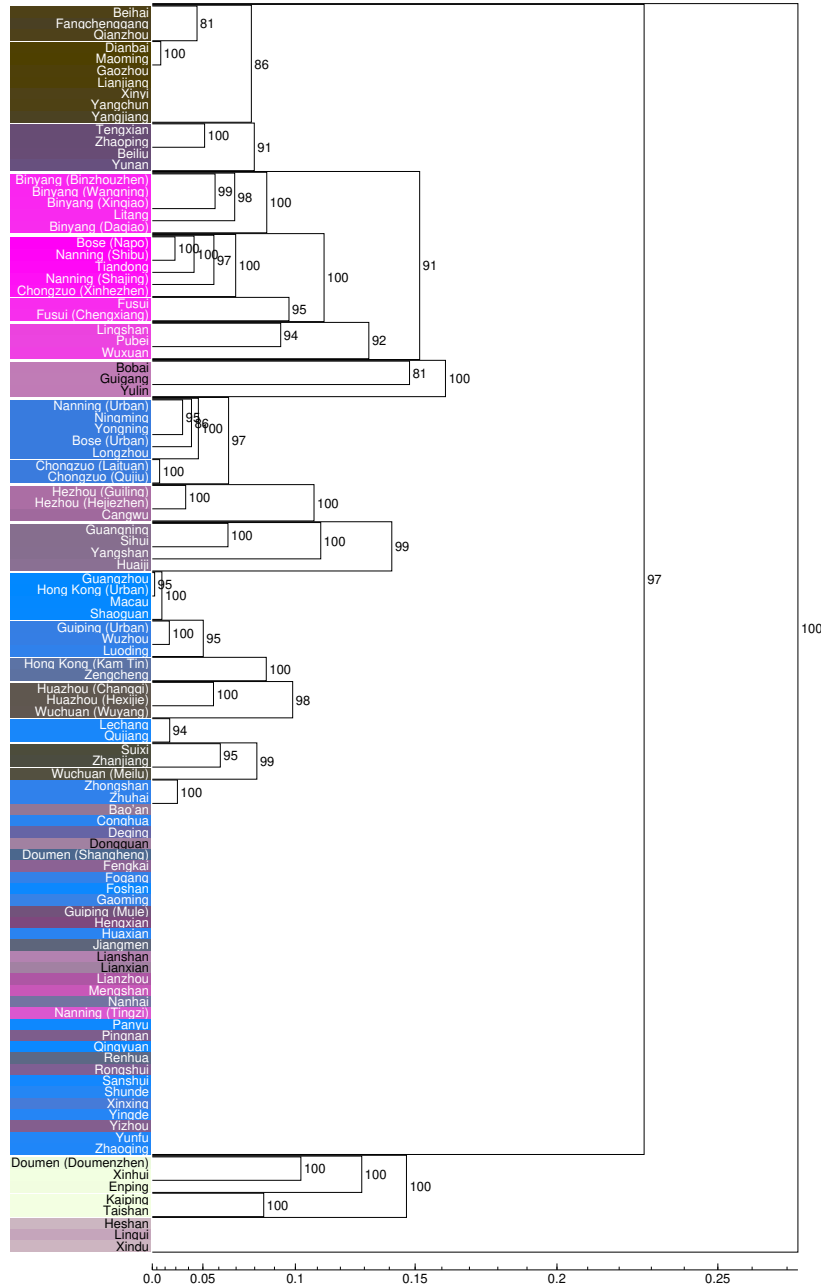 Beihai
Fangchenggang
Qianzhou
81
Dianbai
Maoming
100
Gaozhou
86
Lianjiang
Xinyi
Yangchun
Yangjiang
Tengxian
Zhaoping
100
Beiliu
91
Yunan
Binyang (Binzhouzhen)
Binyang (Wangning)
99
98
Binyang (Xinqiao)
100
Litang
Binyang (Daqiao)
Bose (Napo)
100
Nanning (Shibu)
100
97
Tiandong
100
91
Nanning (Shajing)
100
Chongzuo (Xinhezhen)
Fusui
95
Fusui (Chengxiang)
Lingshan
94
Pubei
92
Wuxuan
Bobai
81
Guigang
100
Yulin
Nanning (Urban)
95
Ningming
86
Yongning
100
Bose (Urban)
97
Longzhou
Chongzuo (Laituan)
100
Chongzuo (Qujiu)
Hezhou (Guiling)
100
Hezhou (Hejiezhen)
100
Cangwu
Guangning
100
Sihui
100
Yangshan
99
Huaiji
Guangzhou
95
97
Hong Kong (Urban)
100
Macau
Shaoguan
Guiping (Urban)
100
100
Wuzhou
95
Luoding
Hong Kong (Kam Tin)
100
Zengcheng
Huazhou (Changqi)
100
Huazhou (Hexijie)
98
Wuchuan (Wuyang)
Lechang
94
Qujiang
Suixi
95
99
Zhanjiang
Wuchuan (Meilu)
Zhongshan
100
Zhuhai
Bao'an
Conghua
Deqing
Dongguan
Doumen (Shangheng)
Fengkai
Fogang
Foshan
Gaoming
Guiping (Mule)
Hengxian
Huaxian
Jiangmen
Lianshan
Lianxian
Lianzhou
Mengshan
Nanhai
Nanning (Tingzi)
Panyu
Pingnan
Qingyuan
Renhua
Rongshui
Sanshui
Shunde
Xinxing
Yingde
Yizhou
Yunfu
Zhaoqing
Doumen (Doumenzhen)
100
Xinhui
100
Enping
100
Kaiping
100
Taishan
Heshan
Lingui
Xindu
0.0 0.05 0.1 0.15 0.2 0.25